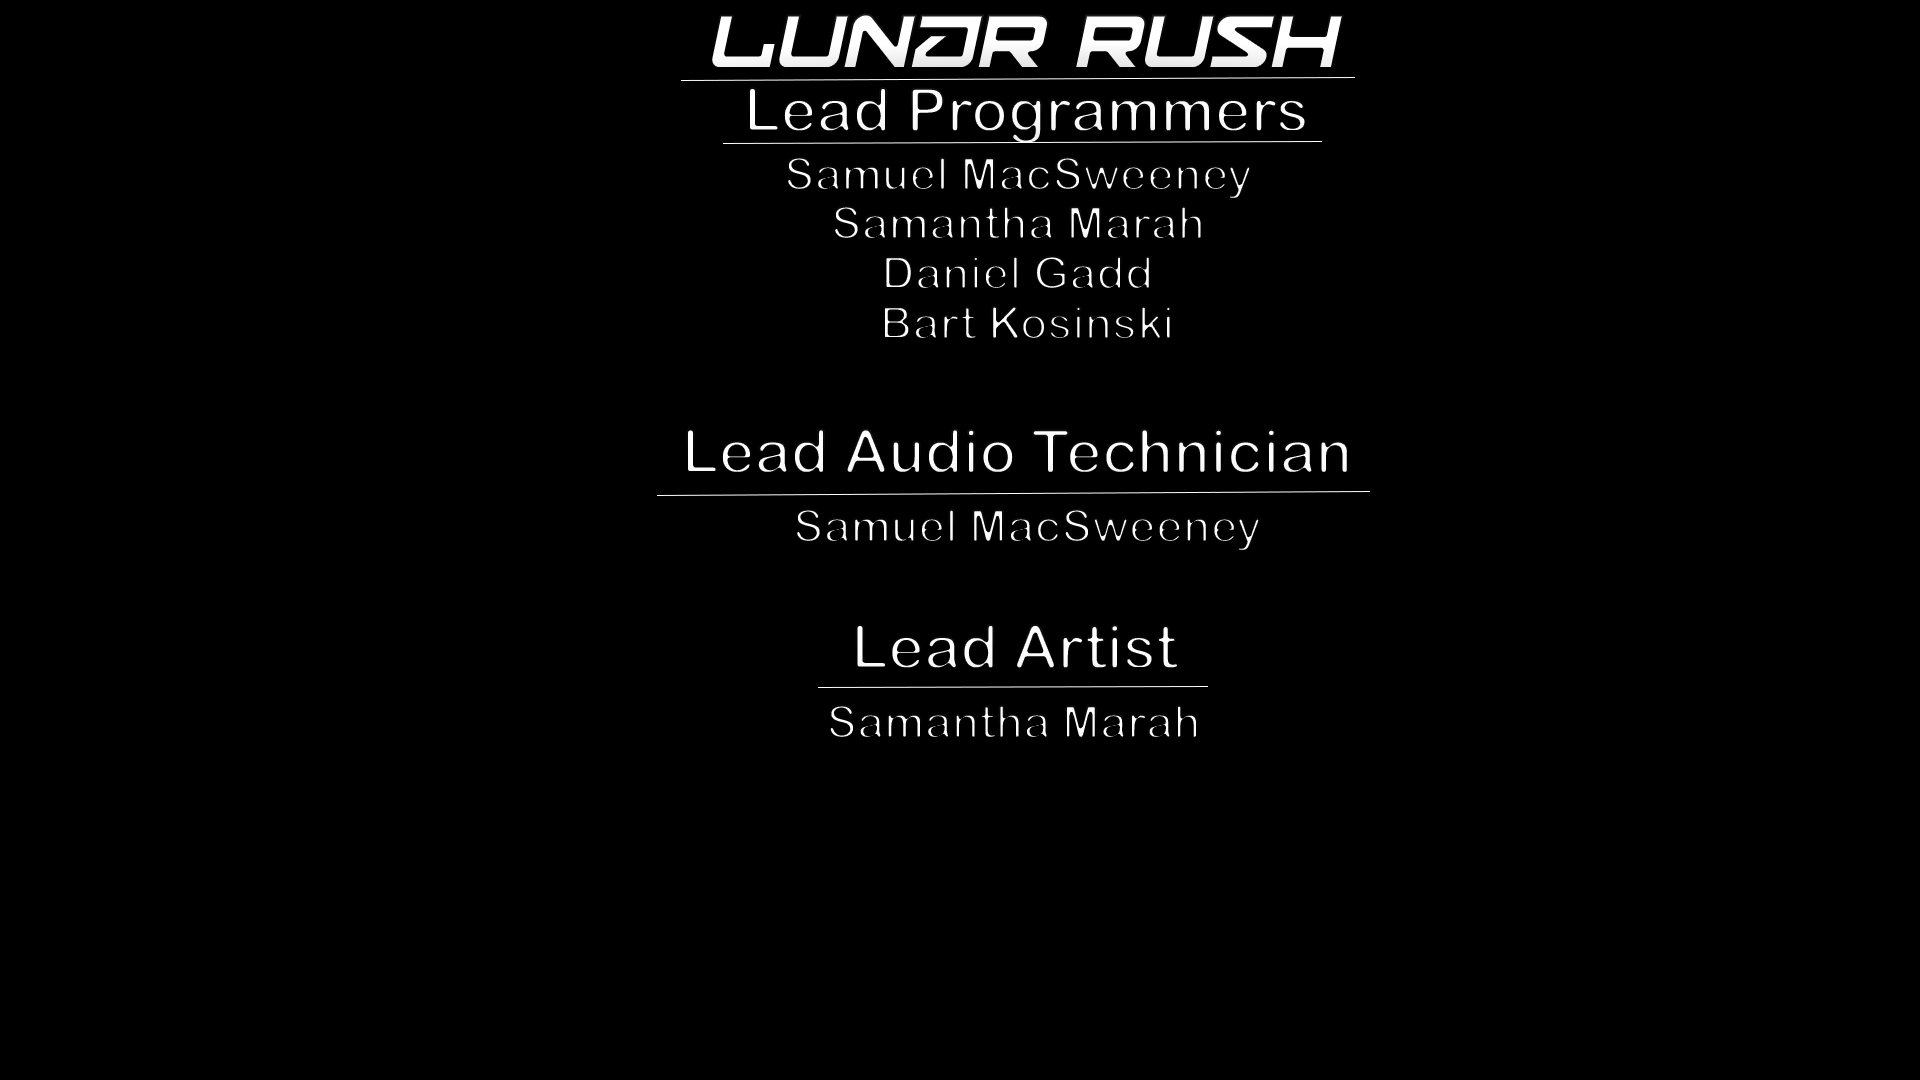 LUNAR RUSH
Lead Programmers
Samuel MacSweeney
Samantha Marah
Daniel Gadd
Bart Kosinski
Lead Audio Technician
Samuel MacSweeney
Lead Artist
Samantha Marah